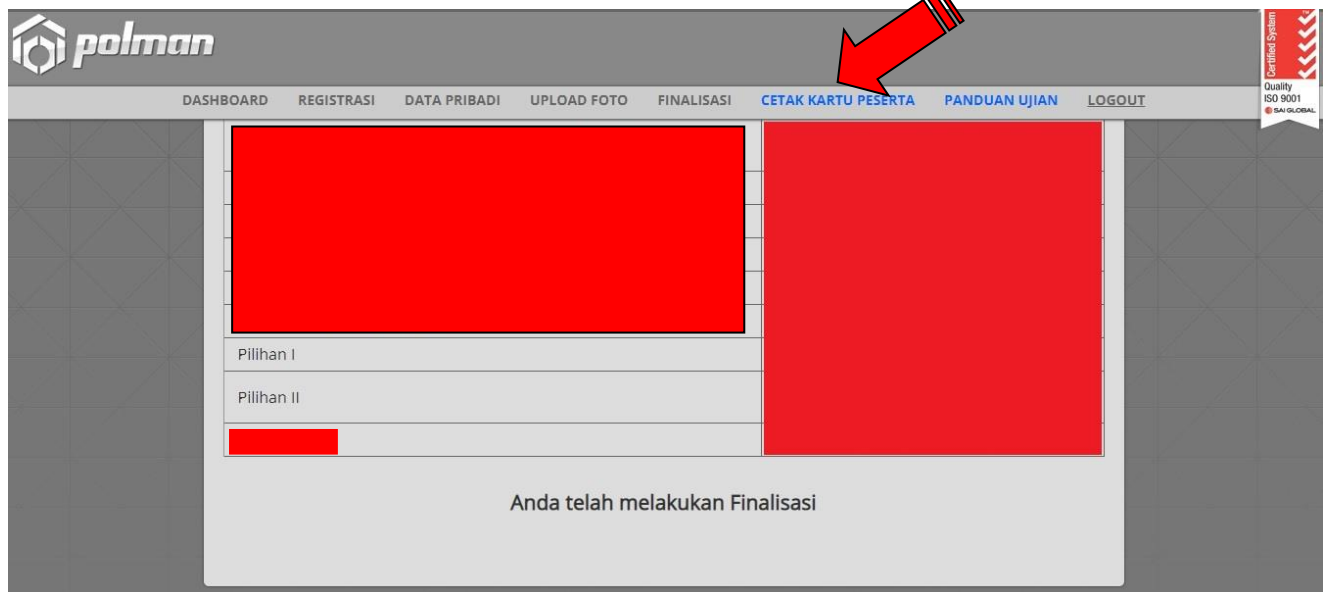 polman
Certified System
Quality
ISO 9001
SAI GLOBAL
DASHBOARD REGISTRASI DATA PRIBADI UPLOAD FOTO FINALISASI CETAK KARTU PESERTA PANDUAN UJIAN LOGOUT
Pilihan I
Pilihan II
Anda telah melakukan Finalisasi